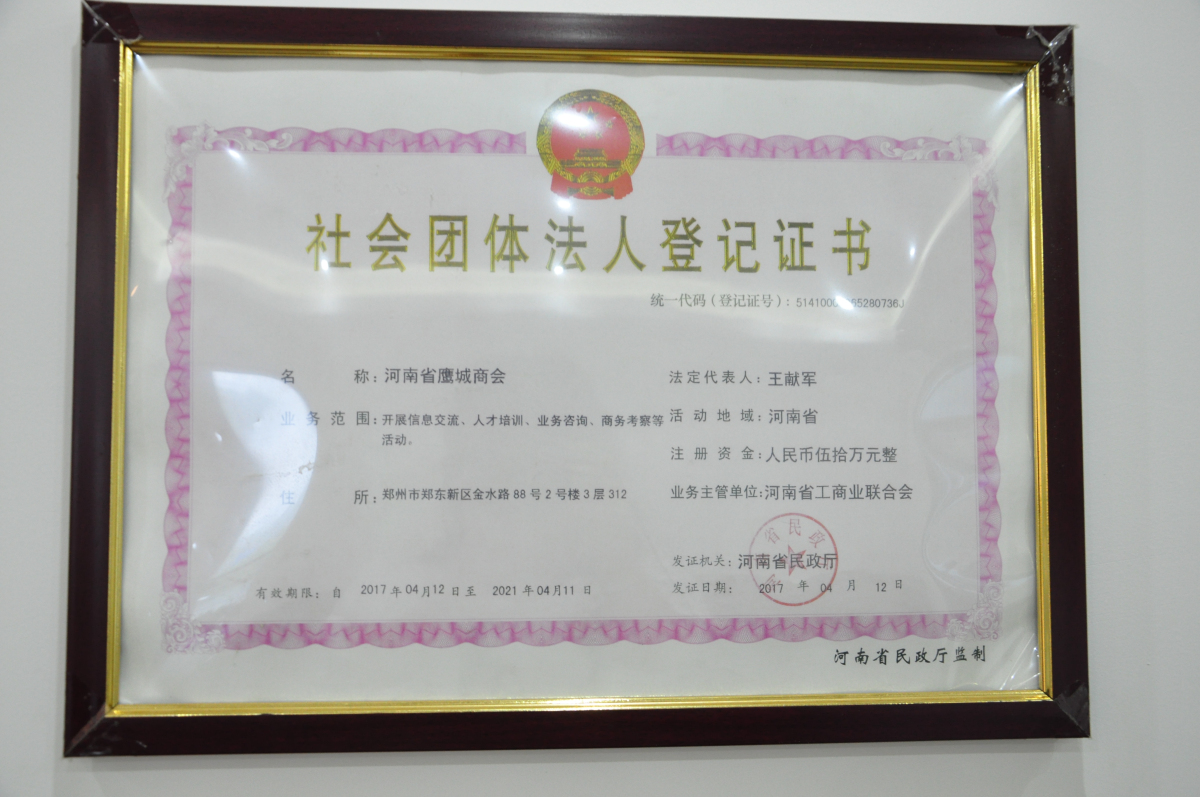 社会团体法人登记证书
统一代码（登记证号）：
名 称：河南省鹰城商会
业务范围：开展信息交流、人才培训、业务咨询、商务考察等
活动。
住 所：郑州市郑东新区金水路88号2号楼3层312
有效期限：自 2017年04月12日至 2021年04月11日
法定代表人：王献军
活动地域：河南省
注册资金：人民币伍拾万元整
业务主管单位：河南省工商业联合会
发证机关：河南省民政厅
发证日期：2017 年 04 月 12日
省民政
河南省民政厅监制